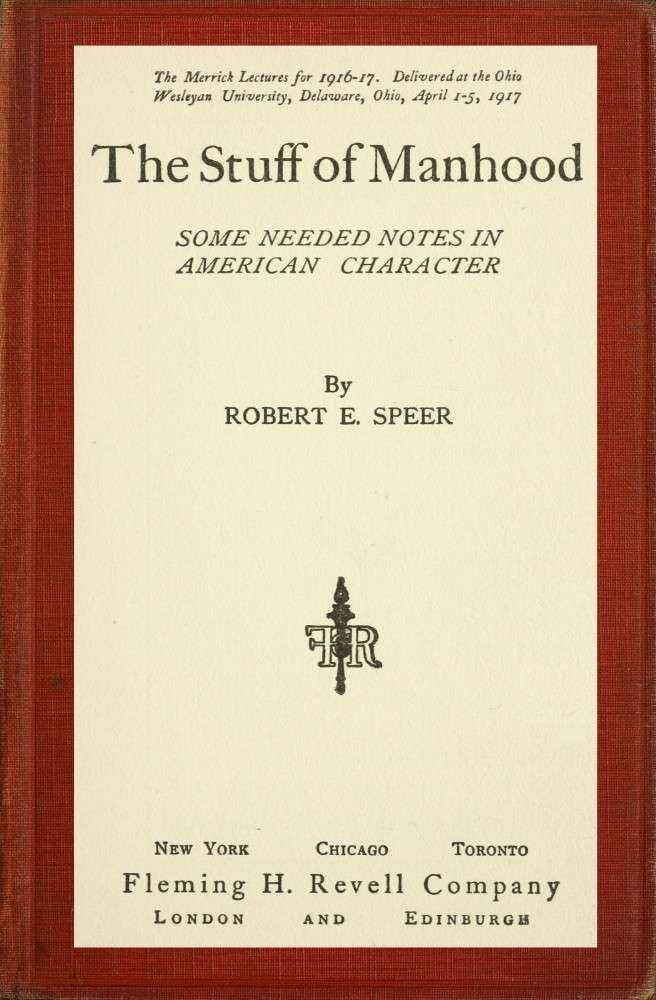 The Merrick Lectures for 1916-17. Delivered at the Ohio
Wesleyan University, Delaware, Ohio, April 1-5, 1917
The Stuff of Manhood
SOME NEEDED NOTES IN
AMERICAN CHARACTER
By
ROBERT E. SPEER
FHR
NEW YORK CHICAGO TORONTO
Fleming H. Revell Company
LONDON AND EDINBURGH